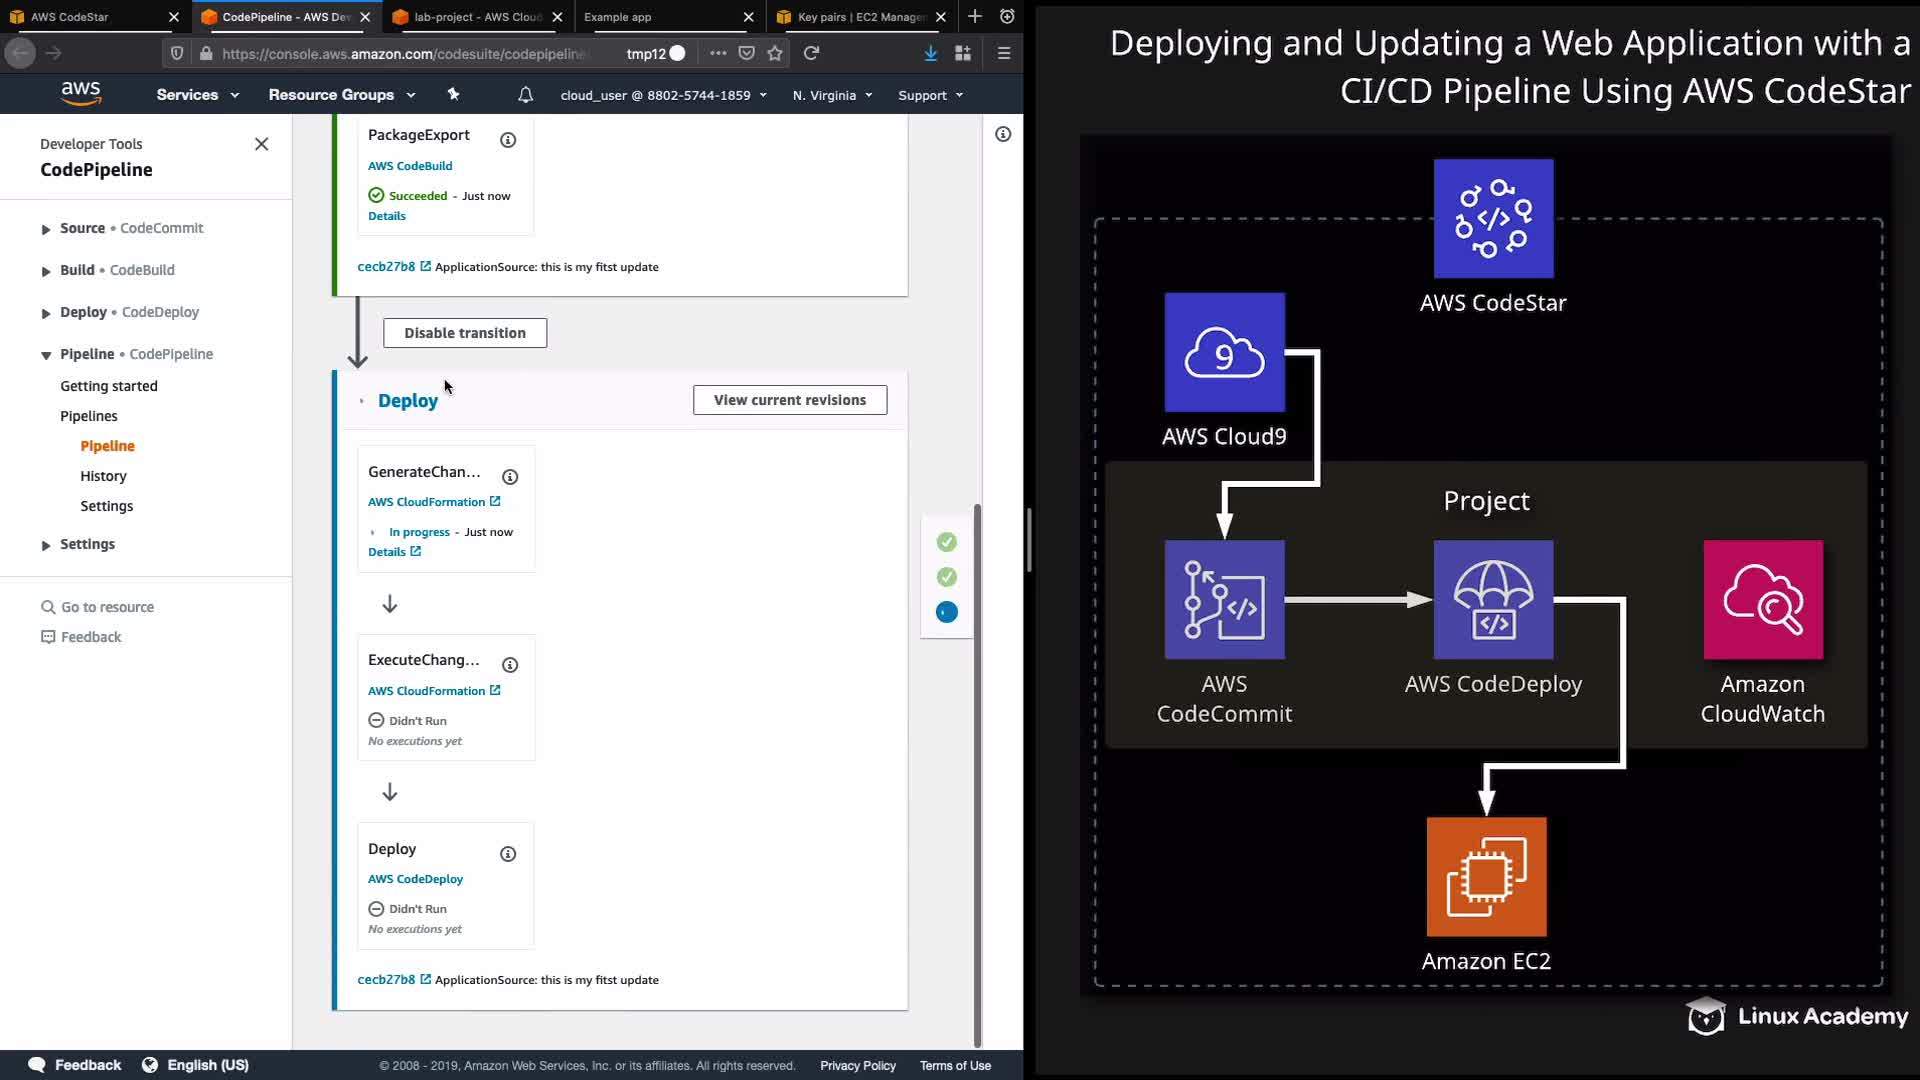 AWS CodeStar
CodePipeline - AWS Dev
lab-project - AWS Cloud
Example app
Key pairs | EC2 Manage
https://console.aws.amazon.com/codesuite/codepipeline
tmp12
aws
Services
Resource Groups
cloud_user @ 8802-5744-1859
N. Virginia
Support
Developer Tools
CodePipeline
Source • CodeCommit
Build • CodeBuild
Deploy • CodeDeploy
Pipeline • CodePipeline
Getting started
Pipelines
Pipeline
History
Settings
Settings
Go to resource
Feedback
PackageExport
AWS CodeBuild
Succeeded - Just now
Details
cecb27b8 ApplicationSource: this is my fitst update
Disable transition
Deploy
View current revisions
GenerateChan...
AWS CloudFormation
In progress - Just now
Details
ExecuteChang...
AWS CloudFormation
Didn't Run
No executions yet
Deploy
AWS CodeDeploy
Didn't Run
No executions yet
cecb27b8 ApplicationSource: this is my fitst update
Feedback
English (US)
© 2008 - 2019, Amazon Web Services, Inc. or its affiliates. All rights reserved.
Privacy Policy
Terms of Use
Deploying and Updating a Web Application with a
CI/CD Pipeline Using AWS CodeStar
AWS CodeStar
9
AWS Cloud9
Project
AWS
CodeCommit
AWS CodeDeploy
Amazon
CloudWatch
Amazon EC2
Linux Academy